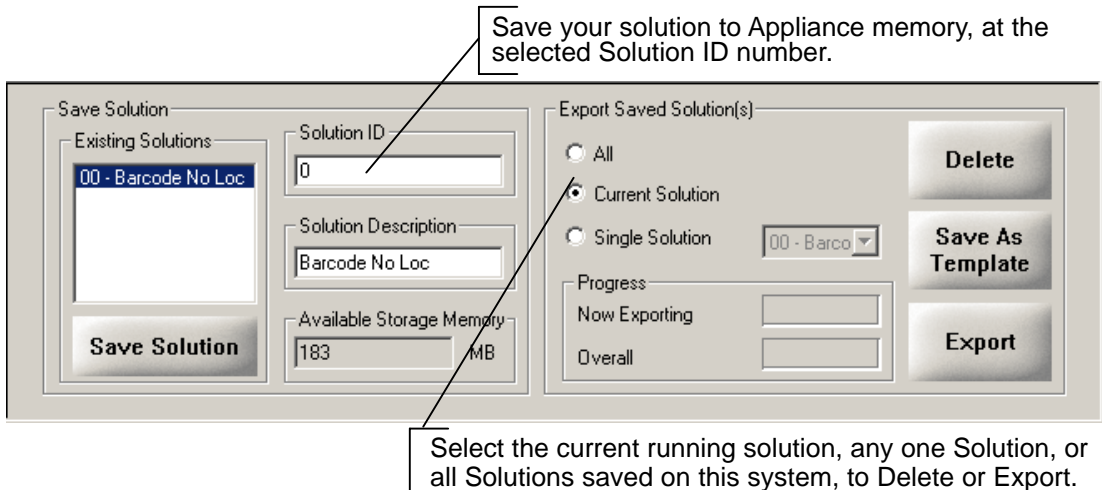 Save your solution to Appliance memory, at the
selected Solution ID number.
Save Solution
Existing Solutions
00 - Barcode No Loc
Save Solution
Solution ID
0
Solution Description
Barcode No Loc
Available Storage Memory
183 MB
Export Saved Solution(s)
All
Current Solution
Single Solution 00 - Barco
Progress
Now Exporting
Overall
Delete
Save As
Template
Export
Select the current running solution, any one Solution, or
all Solutions saved on this system, to Delete or Export.